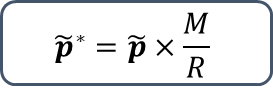 p̃* = p̃ × M/R